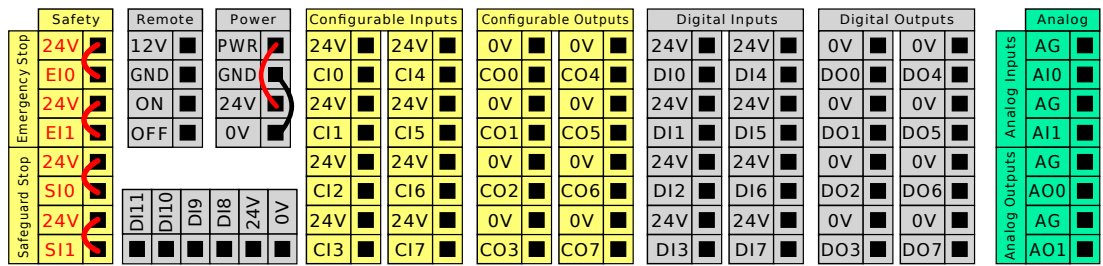 Safety
Emergency Stop
24V
EI0
24V
EI1
Safeguard Stop
24V
SI0
24V
SI1
Remote
12V
GND
ON
OFF
Power
PWR
GND
24V
0V
DI11
DI10
DI9
DI8
24V
0V
Configurable Inputs
24V 24V
CI0 CI4
24V 24V
CI1 CI5
24V 24V
CI2 CI6
24V 24V
CI3 CI7
Configurable Outputs
0V 0V
CO0 CO4
0V 0V
CO1 CO5
0V 0V
CO2 CO6
0V 0V
CO3 CO7
Digital Inputs
24V 24V
DI0 DI4
24V 24V
DI1 DI5
24V 24V
DI2 DI6
24V 24V
DI3 DI7
Digital Outputs
0V 0V
DO0 DO4
0V 0V
DO1 DO5
0V 0V
DO2 DO6
0V 0V
DO3 DO7
Analog
Analog Inputs
AG
AI0
AG
AI1
Analog Outputs
AG
AO0
AG
AO1